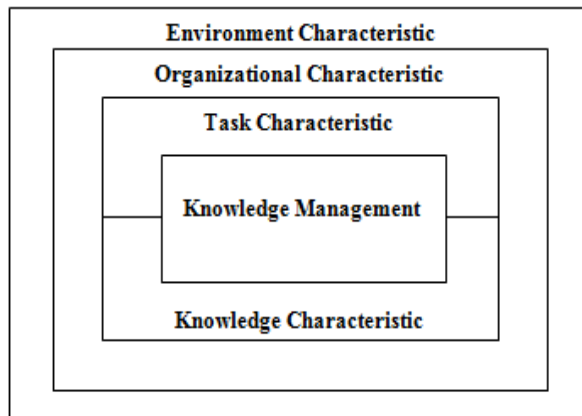 Environment Characteristic
Organizational Characteristic
Task Characteristic
Knowledge Management
Knowledge Characteristic